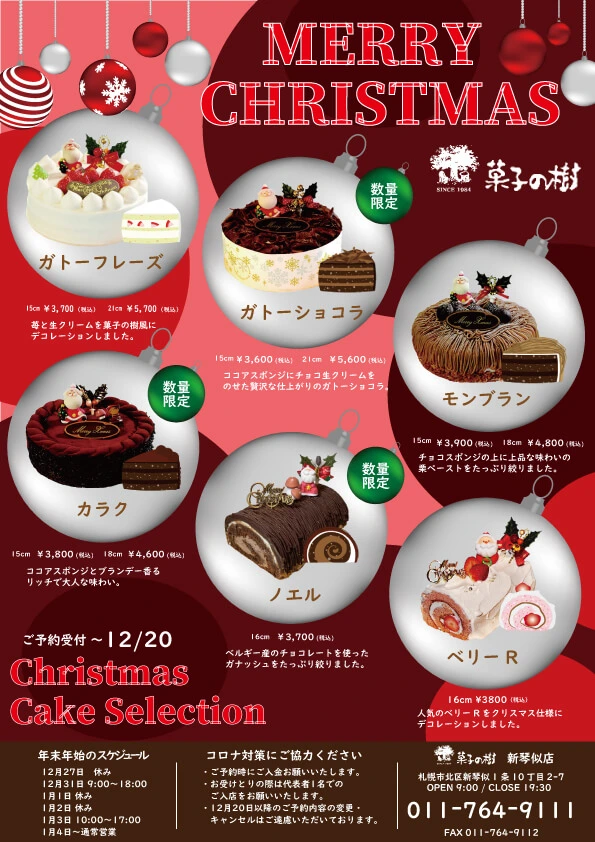 MERRY
CHRISTMAS
SINCE 1984
菓子の樹
ガトーフレーズ
15cm ¥3,700(税込) 21cm ¥5,700(税込)
苺と生クリームを菓子の樹風に
デコレーションしました。
数量
限定
ガトーショコラ
15cm ¥3,600(税込) 21cm ¥5,600(税込)
ココアスポンジにチョコ生クリームを
のせた贅沢な仕上がりのガトーショコラ。
モンブラン
15cm ¥3,900(税込) 18cm ¥4,800(税込)
チョコスポンジの上に上品な味わいの
栗ペーストをたっぷり絞りました。
数量
限定
Merry Xmas
カラク
15cm ¥3,800(税込) 18cm ¥4,600(税込)
ココアスポンジとブランデー香る
リッチで大人な味わい。
数量
限定
ノエル
16cm ¥3,700(税込)
ベルギー産のチョコレートを使った
ガナッシュをたっぷり絞りました。
ベリーR
16cm ¥3800(税込)
人気のベリーRをクリスマス仕様に
デコレーションしました。
ご予約受付～12/20
Christmas
Cake Selection
年末年始のスケジュール
12月27日 休み
12月31日 9:00〜18:00
1月1日 休み
1月2日 休み
1月3日 10:00〜17:00
1月4日〜通常営業
コロナ対策にご協力ください
・ご予約時にご入金お願いいたします。
・お受けとりの際は代表者1名での
ご入店をお願いいたします。
・12月20日以降のご予約内容の変更・
キャンセルはご遠慮いただいております。
菓子の樹 新琴似店
札幌市北区新琴似1条10丁目2-7
OPEN 9:00 / CLOSE 19:30
011-764-9111
FAX 011-764-9112